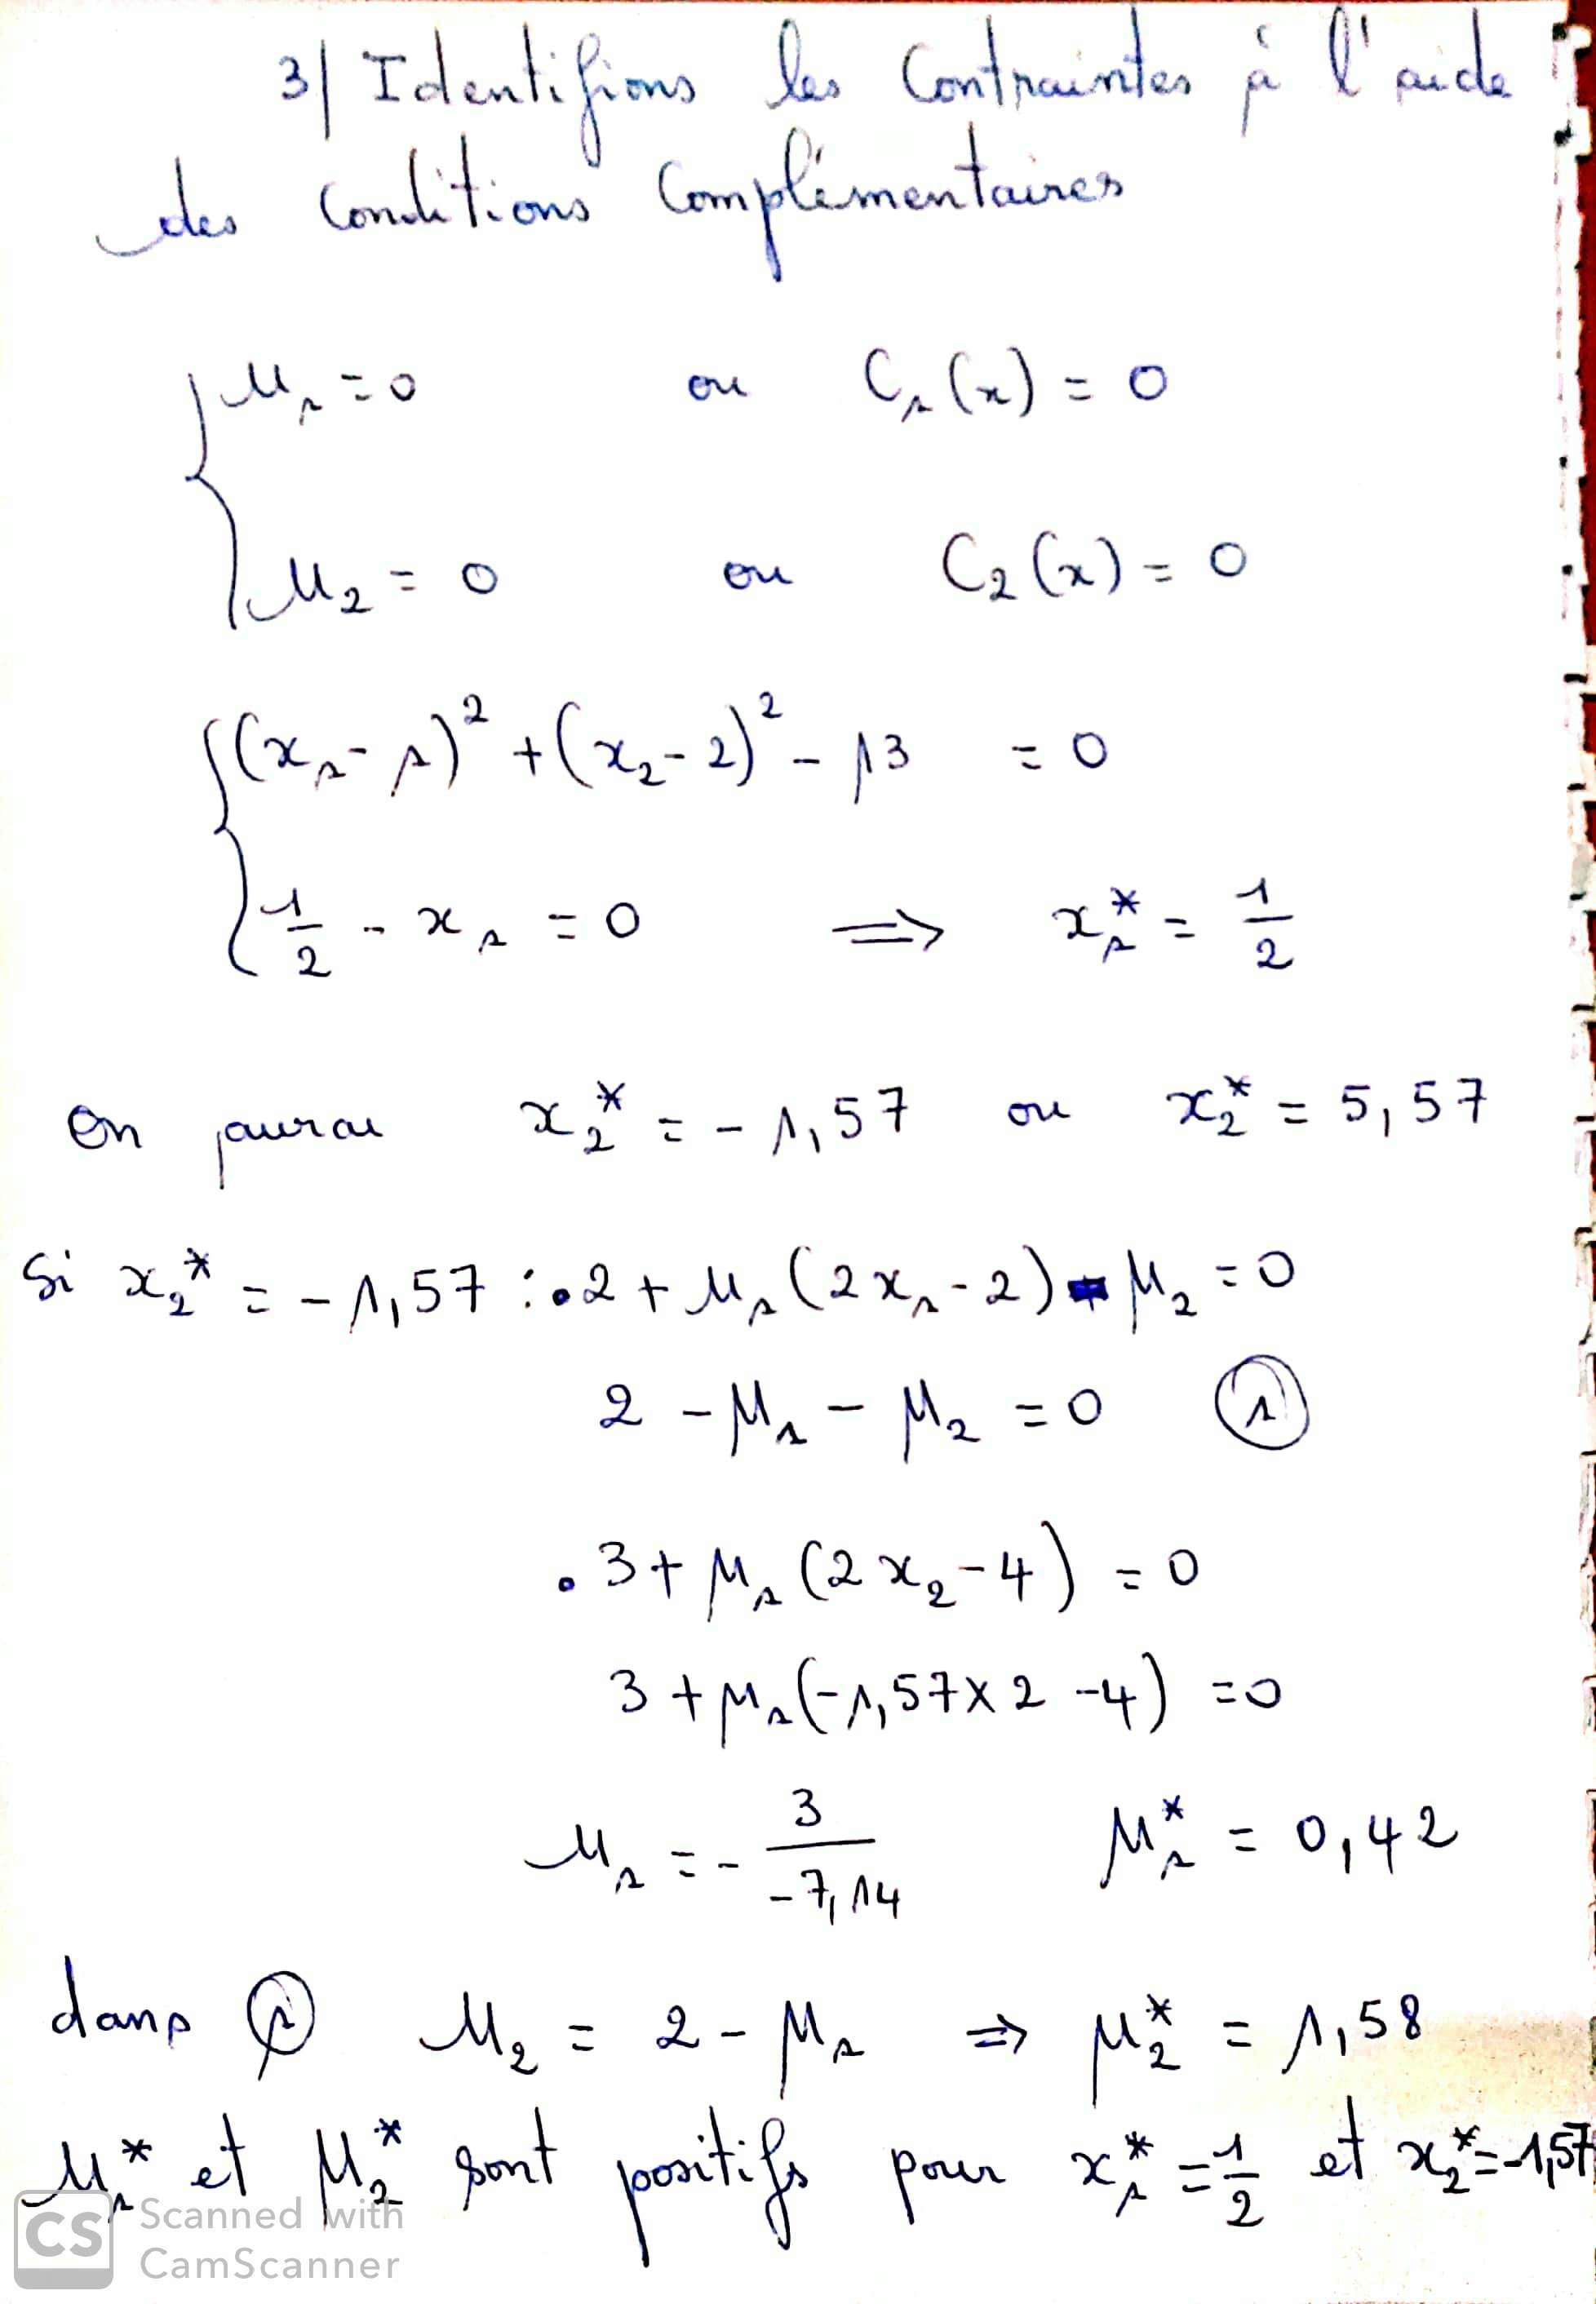 3/ Identifions les Contraintes à l'aide
des Conditions Complémentaires
μ₁ = 0 ou C₁(x) = 0
μ₂ = 0 ou C₂(x) = 0
(x₁ - 1)² + (x₂ - 2)² - 13 = 0
1/2 - x₁ = 0 ⟹ x₁* = 1/2
On aurai x₂* = -1,57 ou x₂* = 5,57
Si x₂* = -1,57 : • 2 + μ₁(2x₁ - 2) - μ₂ = 0
2 - μ₁ - μ₂ = 0 ①
• 3 + μ₁(2x₂ - 4) = 0
3 + μ₁(-1,57 × 2 - 4) = 0
μ₁ = - 3/-7,14 μ₁* = 0,42
dans ① μ₂ = 2 - μ₁ ⇒ μ₂* = 1,58
μ₁* et μ₂* sont positifs pour x₁* = 1/2 et x₂* = -1,57
CS Scanned with
CamScanner